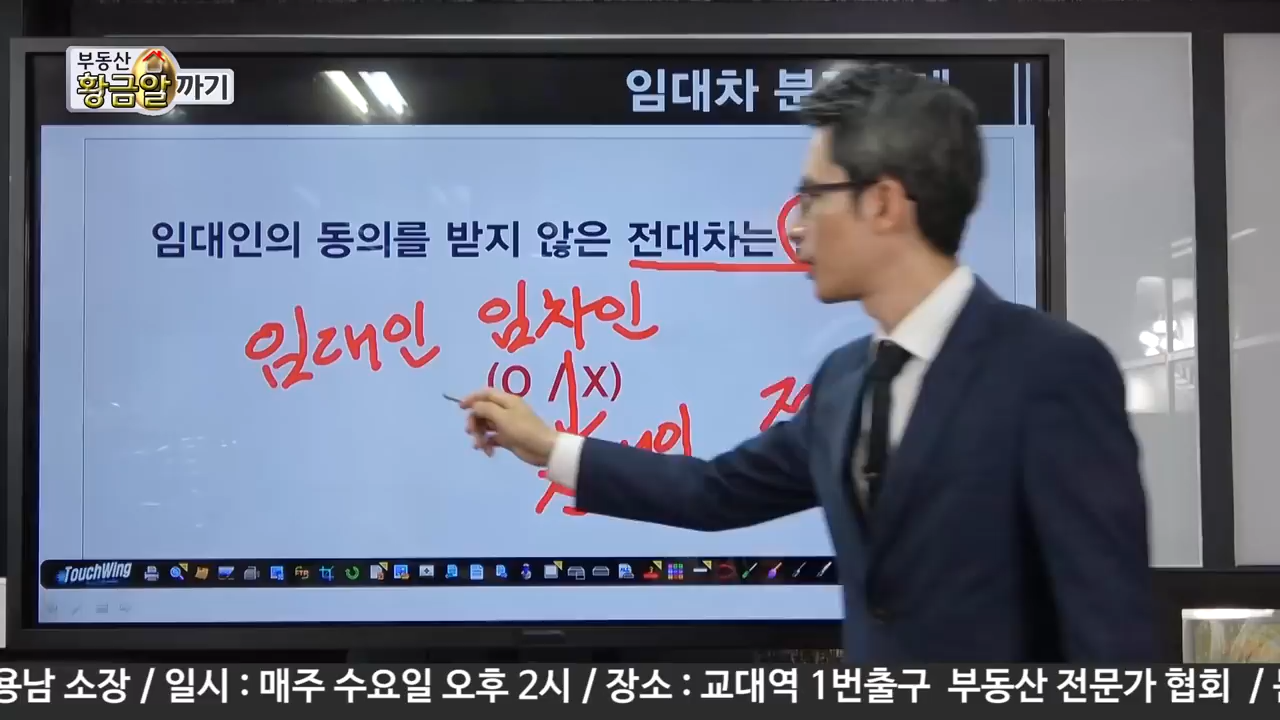 부동산
황금알까기
임대차 분
임대인의 동의를 받지 않은 전대차는
임대인 임차인
(O / X)
TouchWing
용남 소장 / 일시 : 매주 수요일 오후 2시 / 장소 : 교대역 1번출구 부동산 전문가 협회 /